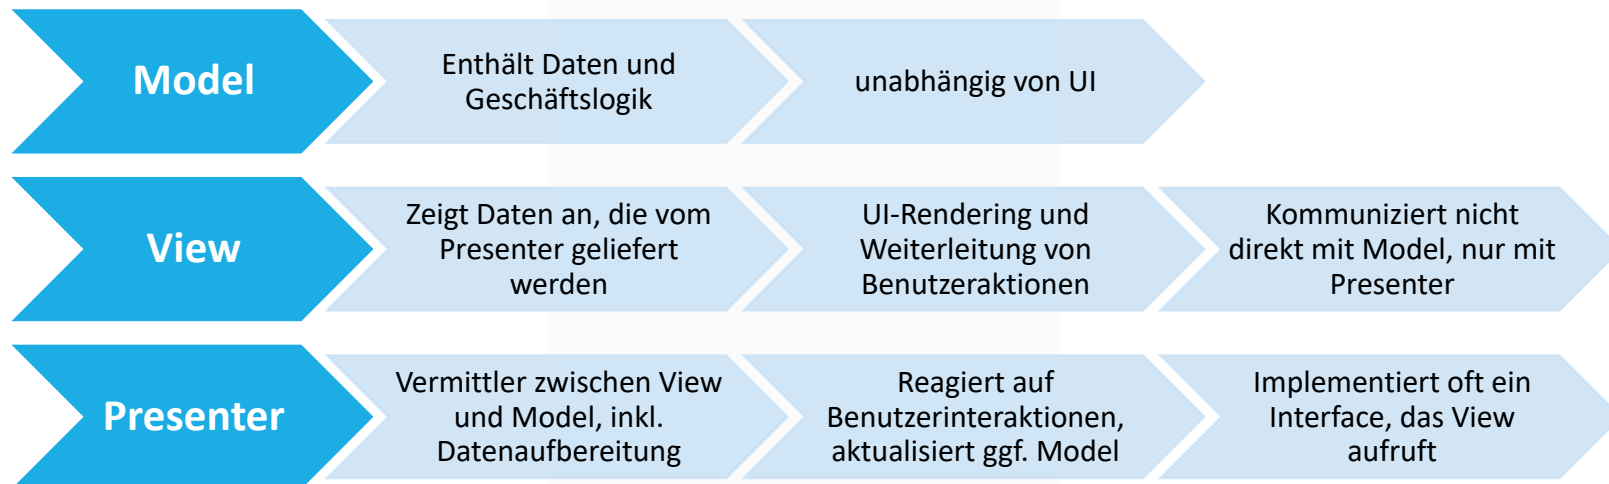 Model
Enthält Daten und
Geschäftslogik
unabhängig von UI
View
Zeigt Daten an, die vom
Presenter geliefert
werden
UI-Rendering und
Weiterleitung von
Benutzeraktionen
Kommuniziert nicht
direkt mit Model, nur mit
Presenter
Presenter
Vermittler zwischen View
und Model, inkl.
Datenaufbereitung
Reagiert auf
Benutzerinteraktionen,
aktualisiert ggf. Model
Implementiert oft ein
Interface, das View
aufruft